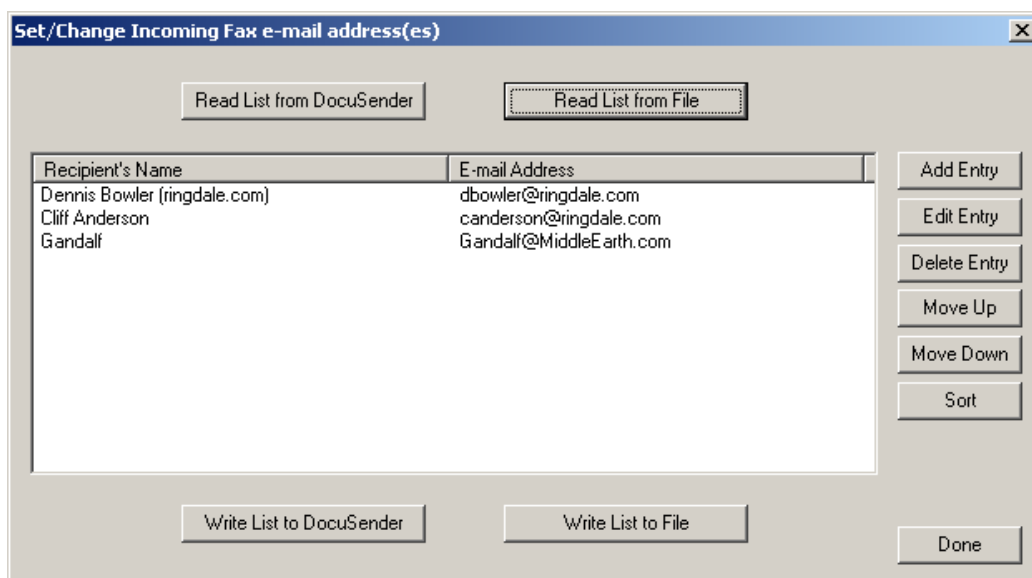 Set/Change Incoming Fax e-mail address(es)
Read List from DocuSender
Read List from File
Recipient's Name
E-mail Address
Dennis Bowler (ringdale.com)
dbowler@ringdale.com
Cliff Anderson
canderson@ringdale.com
Gandalf
Gandalf@MiddleEarth.com
Add Entry
Edit Entry
Delete Entry
Move Up
Move Down
Sort
Write List to DocuSender
Write List to File
Done